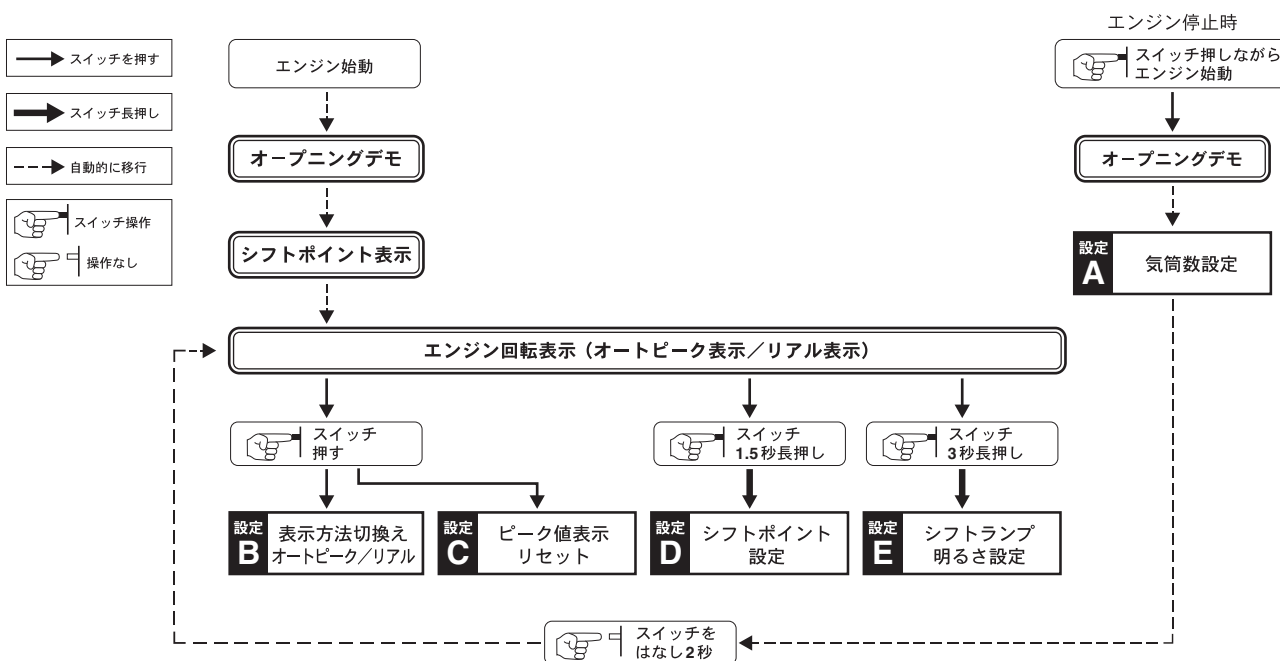 エンジン停止時
スイッチを押す
スイッチ長押し
自動的に移行
スイッチ操作
操作なし
エンジン始動
オープニングデモ
シフトポイント表示
スイッチ押しながら
エンジン始動
オープニングデモ
設定
A
気筒数設定
エンジン回転表示（オートピーク表示／リアル表示）
スイッチ
押す
スイッチ
1.5秒長押し
スイッチ
3秒長押し
設定
B
表示方法切換え
オートピーク／リアル
設定
C
ピーク値表示
リセット
設定
D
シフトポイント
設定
設定
E
シフトランプ
明るさ設定
スイッチを
はなし2秒